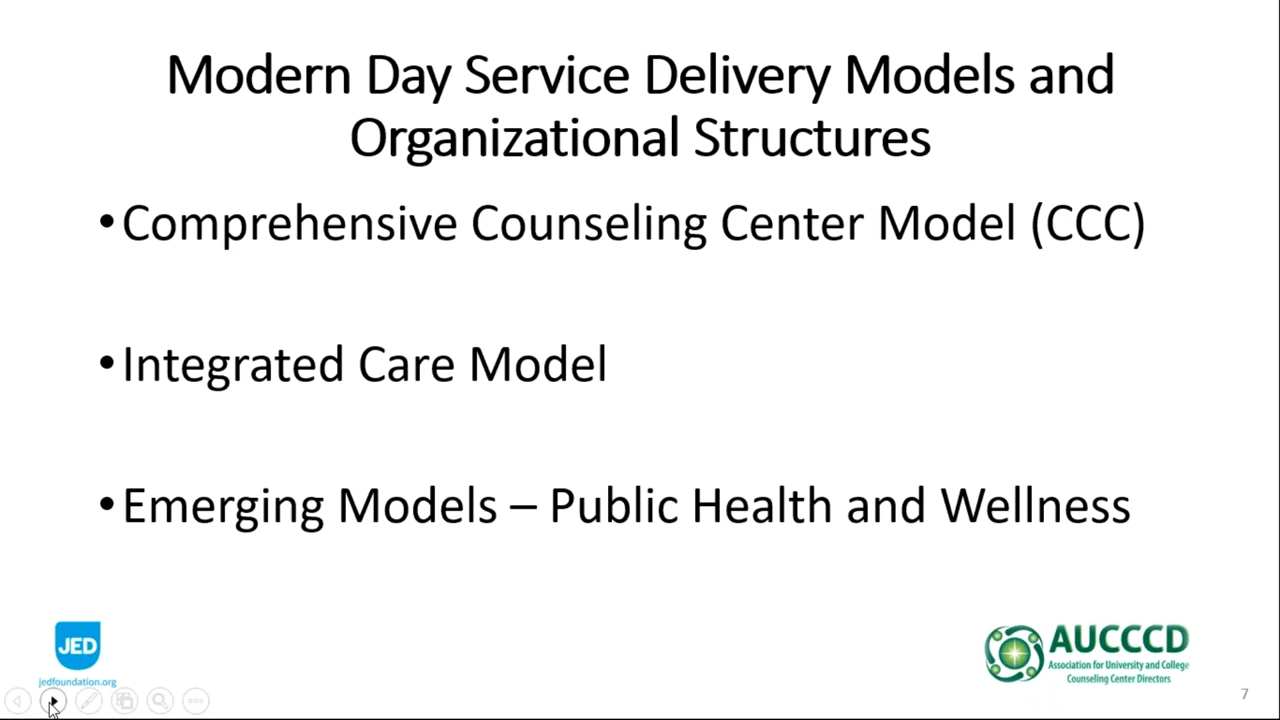 Modern Day Service Delivery Models and
Organizational Structures
•Comprehensive Counseling Center Model (CCC)
•Integrated Care Model
•Emerging Models – Public Health and Wellness
JED
jedfoundation.org
AUCCCD
Association for University and College
Counseling Center Directors
7